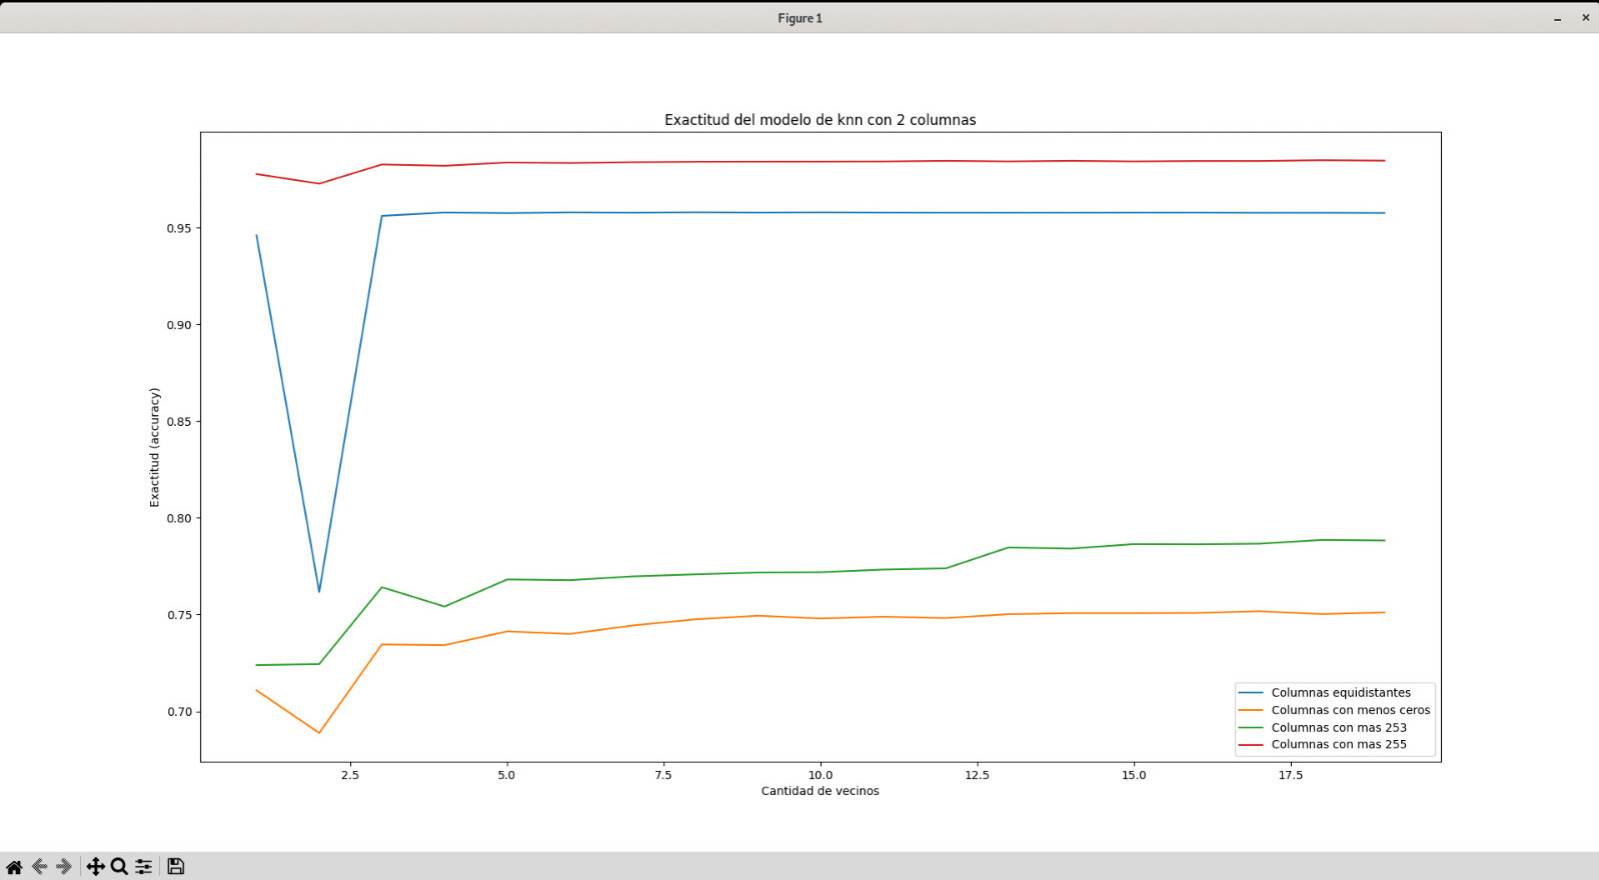 Figure 1
Exactitud del modelo de knn con 2 columnas
Exactitud (accuracy)
0.95
0.90
0.85
0.80
0.75
0.70
2.5 5.0 7.5 10.0 12.5 15.0 17.5
Cantidad de vecinos
Columnas equidistantes
Columnas con menos ceros
Columnas con mas 253
Columnas con mas 255